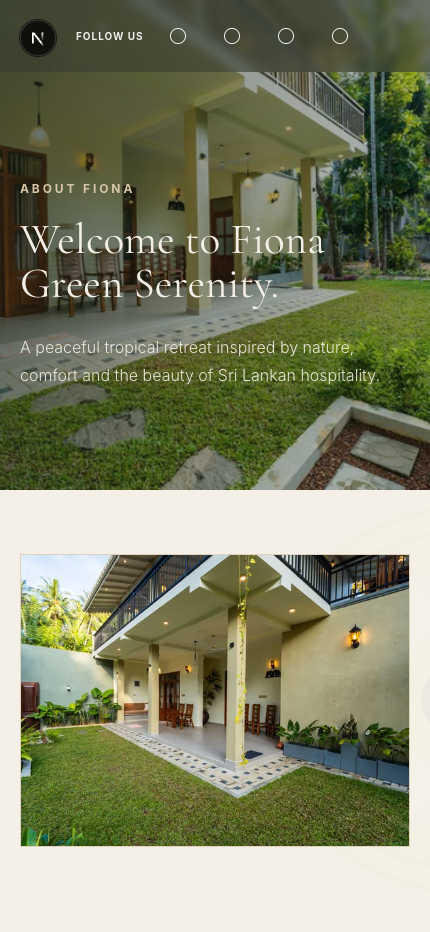 N
FOLLOW US
ABOUT FIONA
Welcome to Fiona
Green Serenity.
A peaceful tropical retreat inspired by nature,
comfort and the beauty of Sri Lankan hospitality.